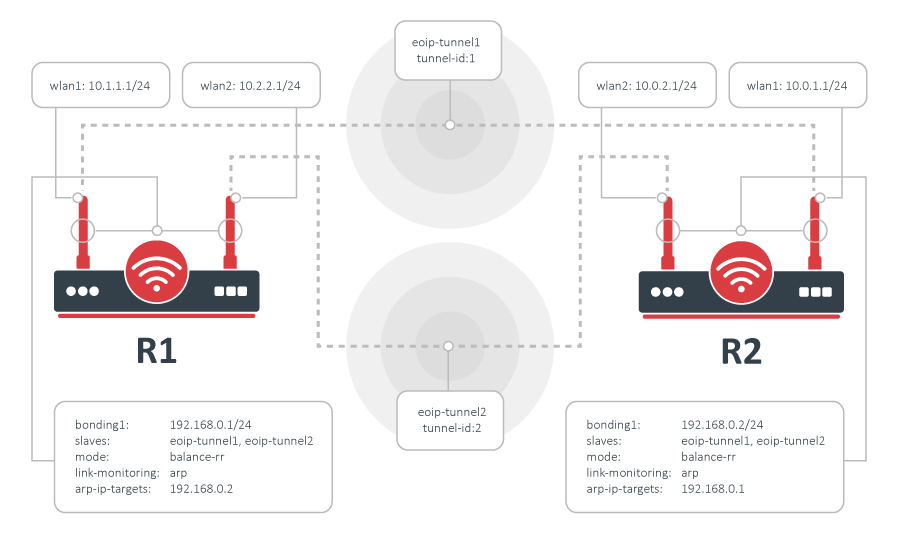 eoip-tunnel1
tunnel-id:1
wlan1: 10.1.1.1/24
wlan2: 10.2.2.1/24
wlan2: 10.0.2.1/24
wlan1: 10.0.1.1/24
R1
R2
eoip-tunnel2
tunnel-id:2
bonding1: 192.168.0.1/24
slaves: eoip-tunnel1, eoip-tunnel2
mode: balance-rr
link-monitoring: arp
arp-ip-targets: 192.168.0.2
bonding1: 192.168.0.2/24
slaves: eoip-tunnel1, eoip-tunnel2
mode: balance-rr
link-monitoring: arp
arp-ip-targets: 192.168.0.1